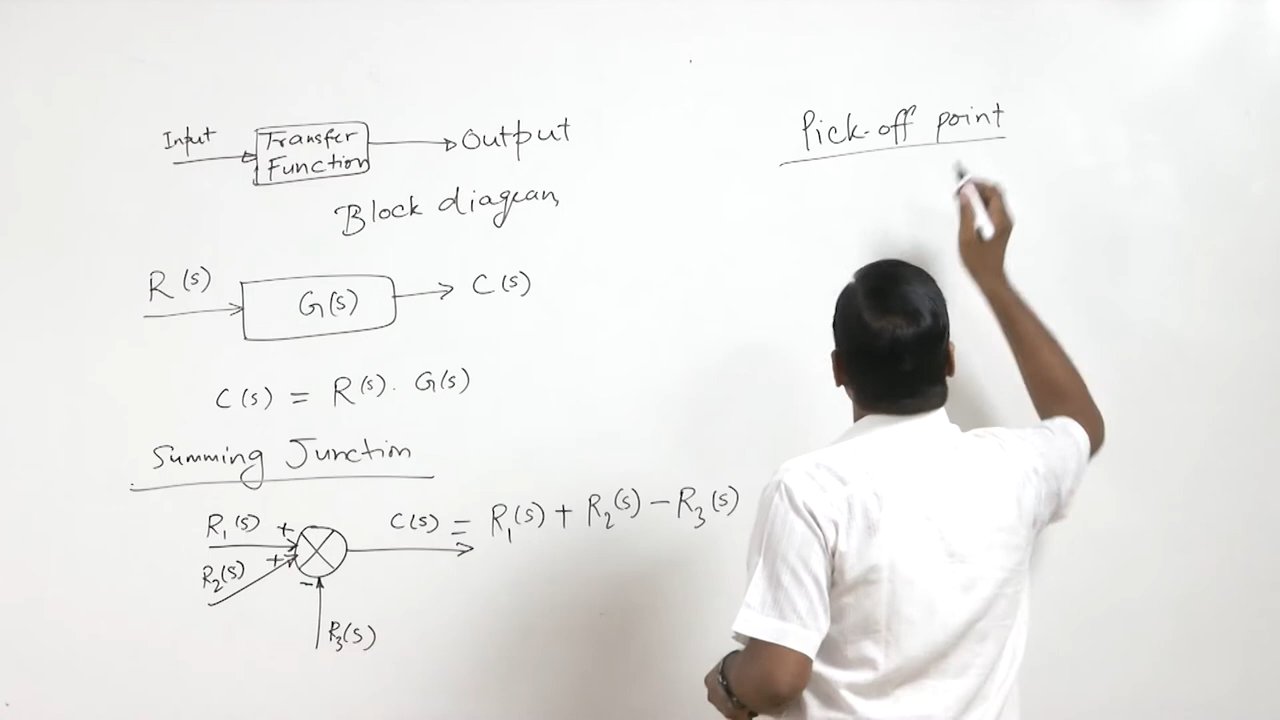 Input
Transfer
Function
Output
Block diagram
R(s)
G(s)
C(s)
C(s) = R(s). G(s)
Summing Junction
R₁(s) +
C(s) = R₁(s) + R₂(s) - R₃(s)
R₂(s) +
-
R₃(s)
Pick-off point